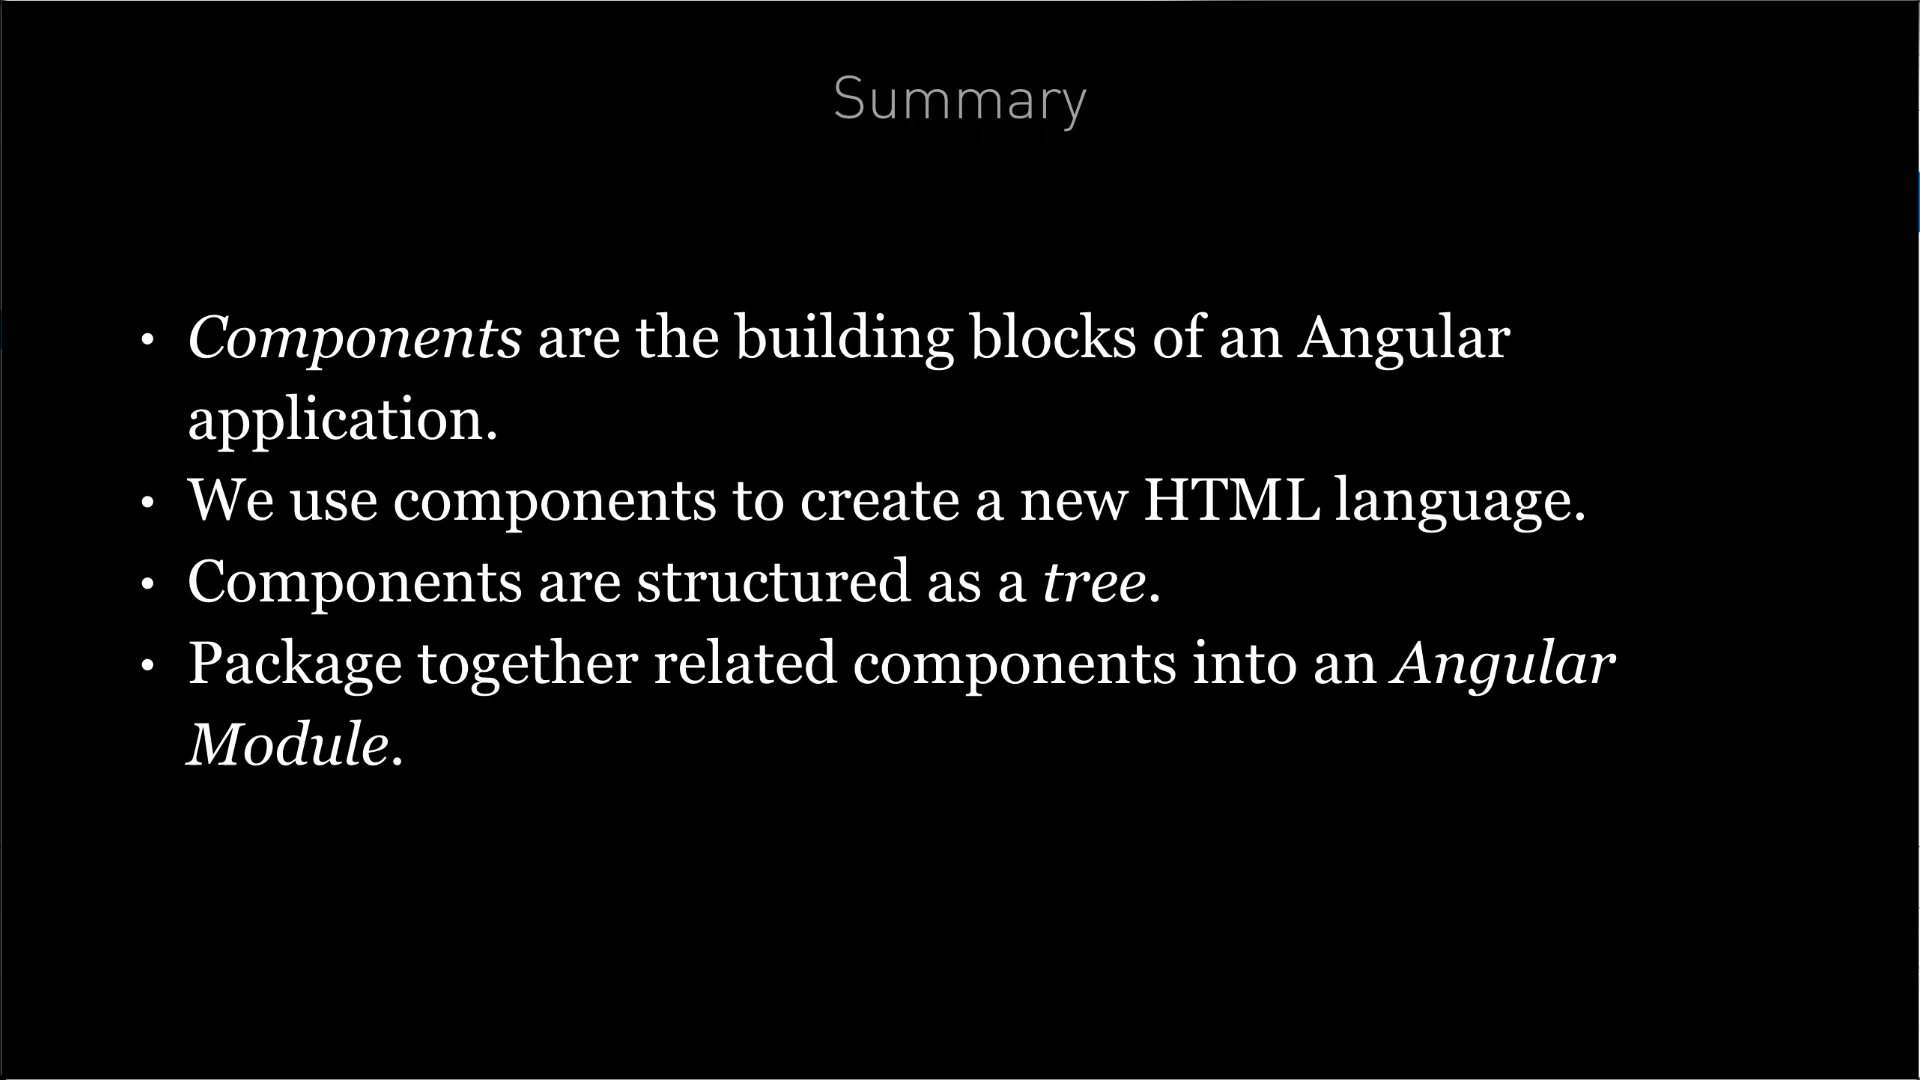 Summary
• Components are the building blocks of an Angular
application.
• We use components to create a new HTML language.
• Components are structured as a tree.
• Package together related components into an Angular
Module.